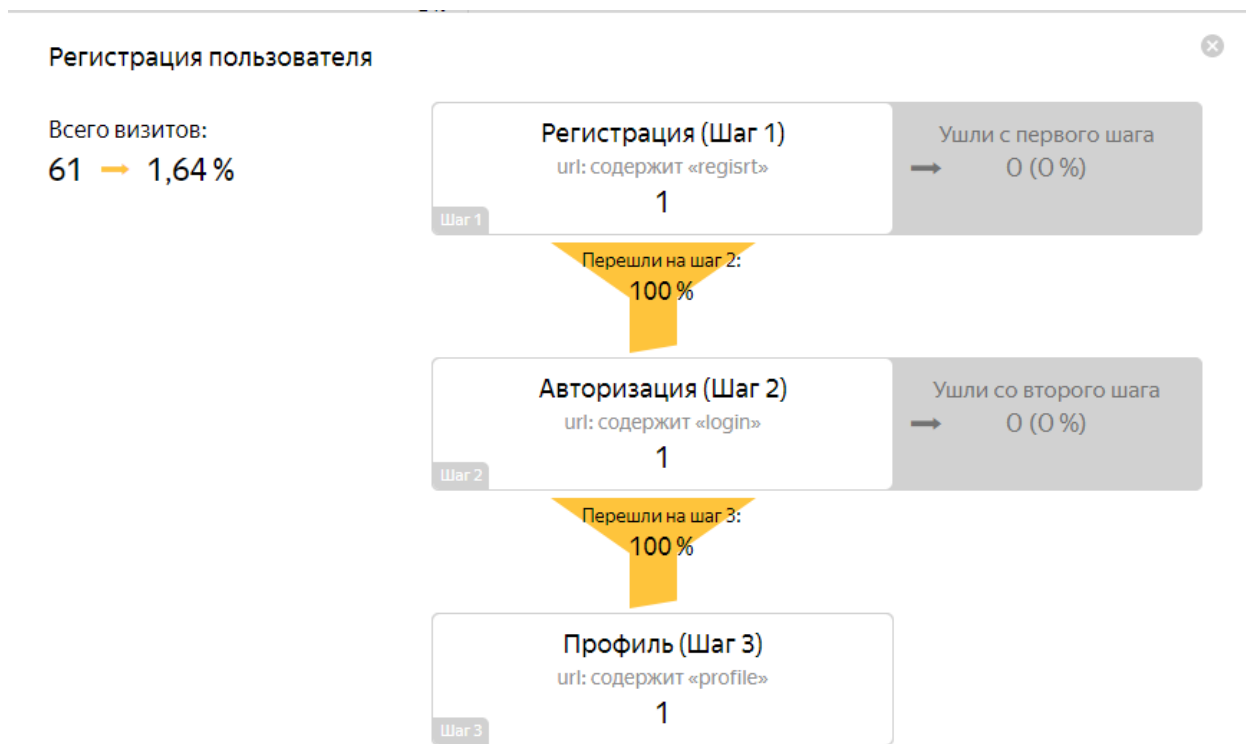 Регистрация пользователя
Всего визитов:
61 → 1,64 %
Регистрация (Шаг 1)
url: содержит «regisrt»
1
Шаг 1
Ушли с первого шага
→ 0 (0 %)
Перешли на шаг 2:
100 %
Авторизация (Шаг 2)
url: содержит «login»
1
Шаг 2
Ушли со второго шага
→ 0 (0 %)
Перешли на шаг 3:
100 %
Профиль (Шаг 3)
url: содержит «profile»
1
Шаг 3